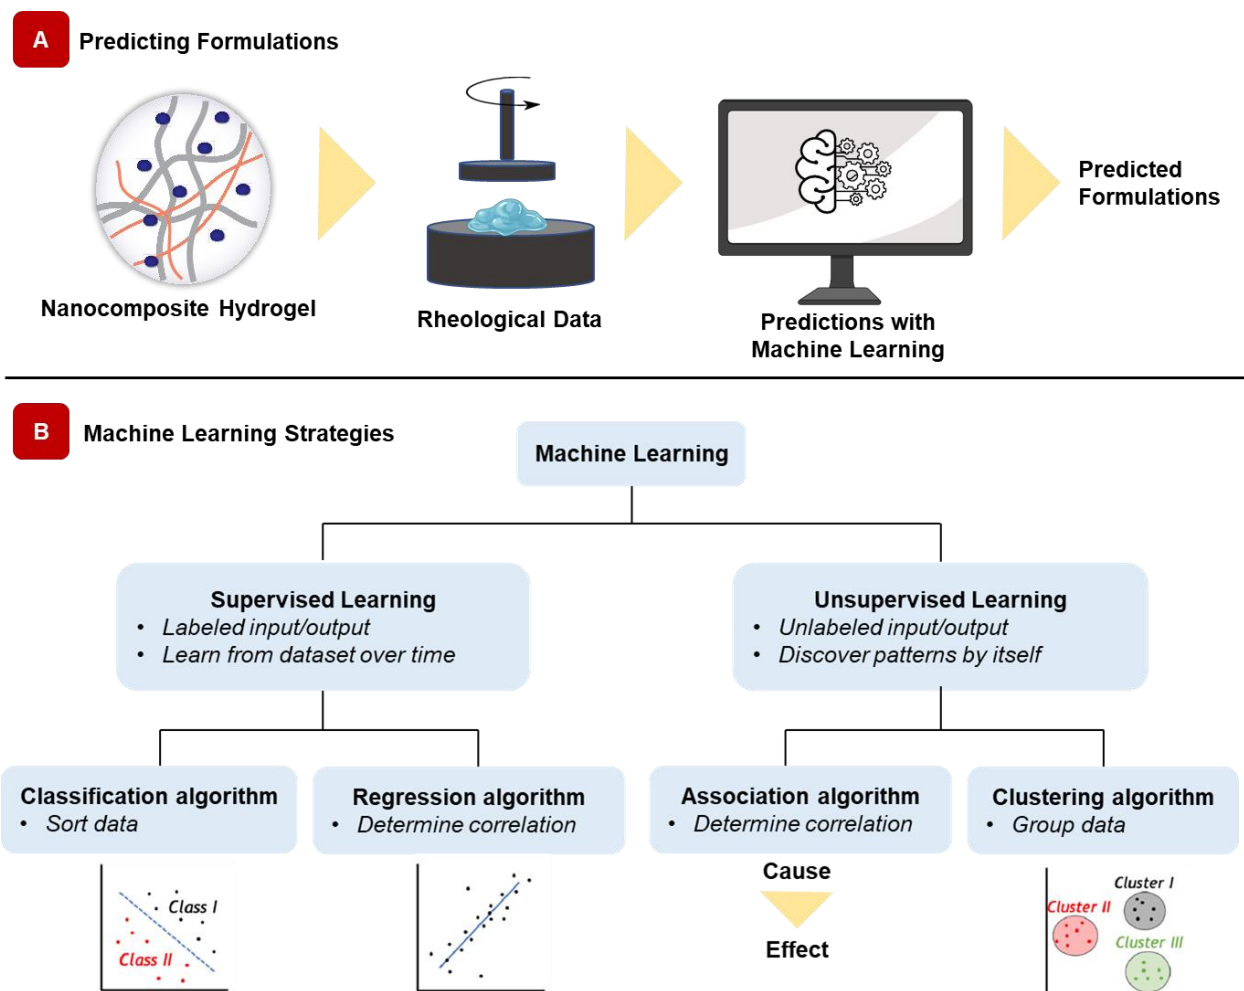 A
Predicting Formulations
Nanocomposite Hydrogel
Rheological Data
Predictions with
Machine Learning
Predicted
Formulations
B
Machine Learning Strategies
Machine Learning
Supervised Learning
• Labeled input/output
• Learn from dataset over time
Unsupervised Learning
• Unlabeled input/output
• Discover patterns by itself
Classification algorithm
• Sort data
Regression algorithm
• Determine correlation
Association algorithm
• Determine correlation
Clustering algorithm
• Group data
Class I
Class II
Cause
Effect
Cluster I
Cluster II
Cluster III